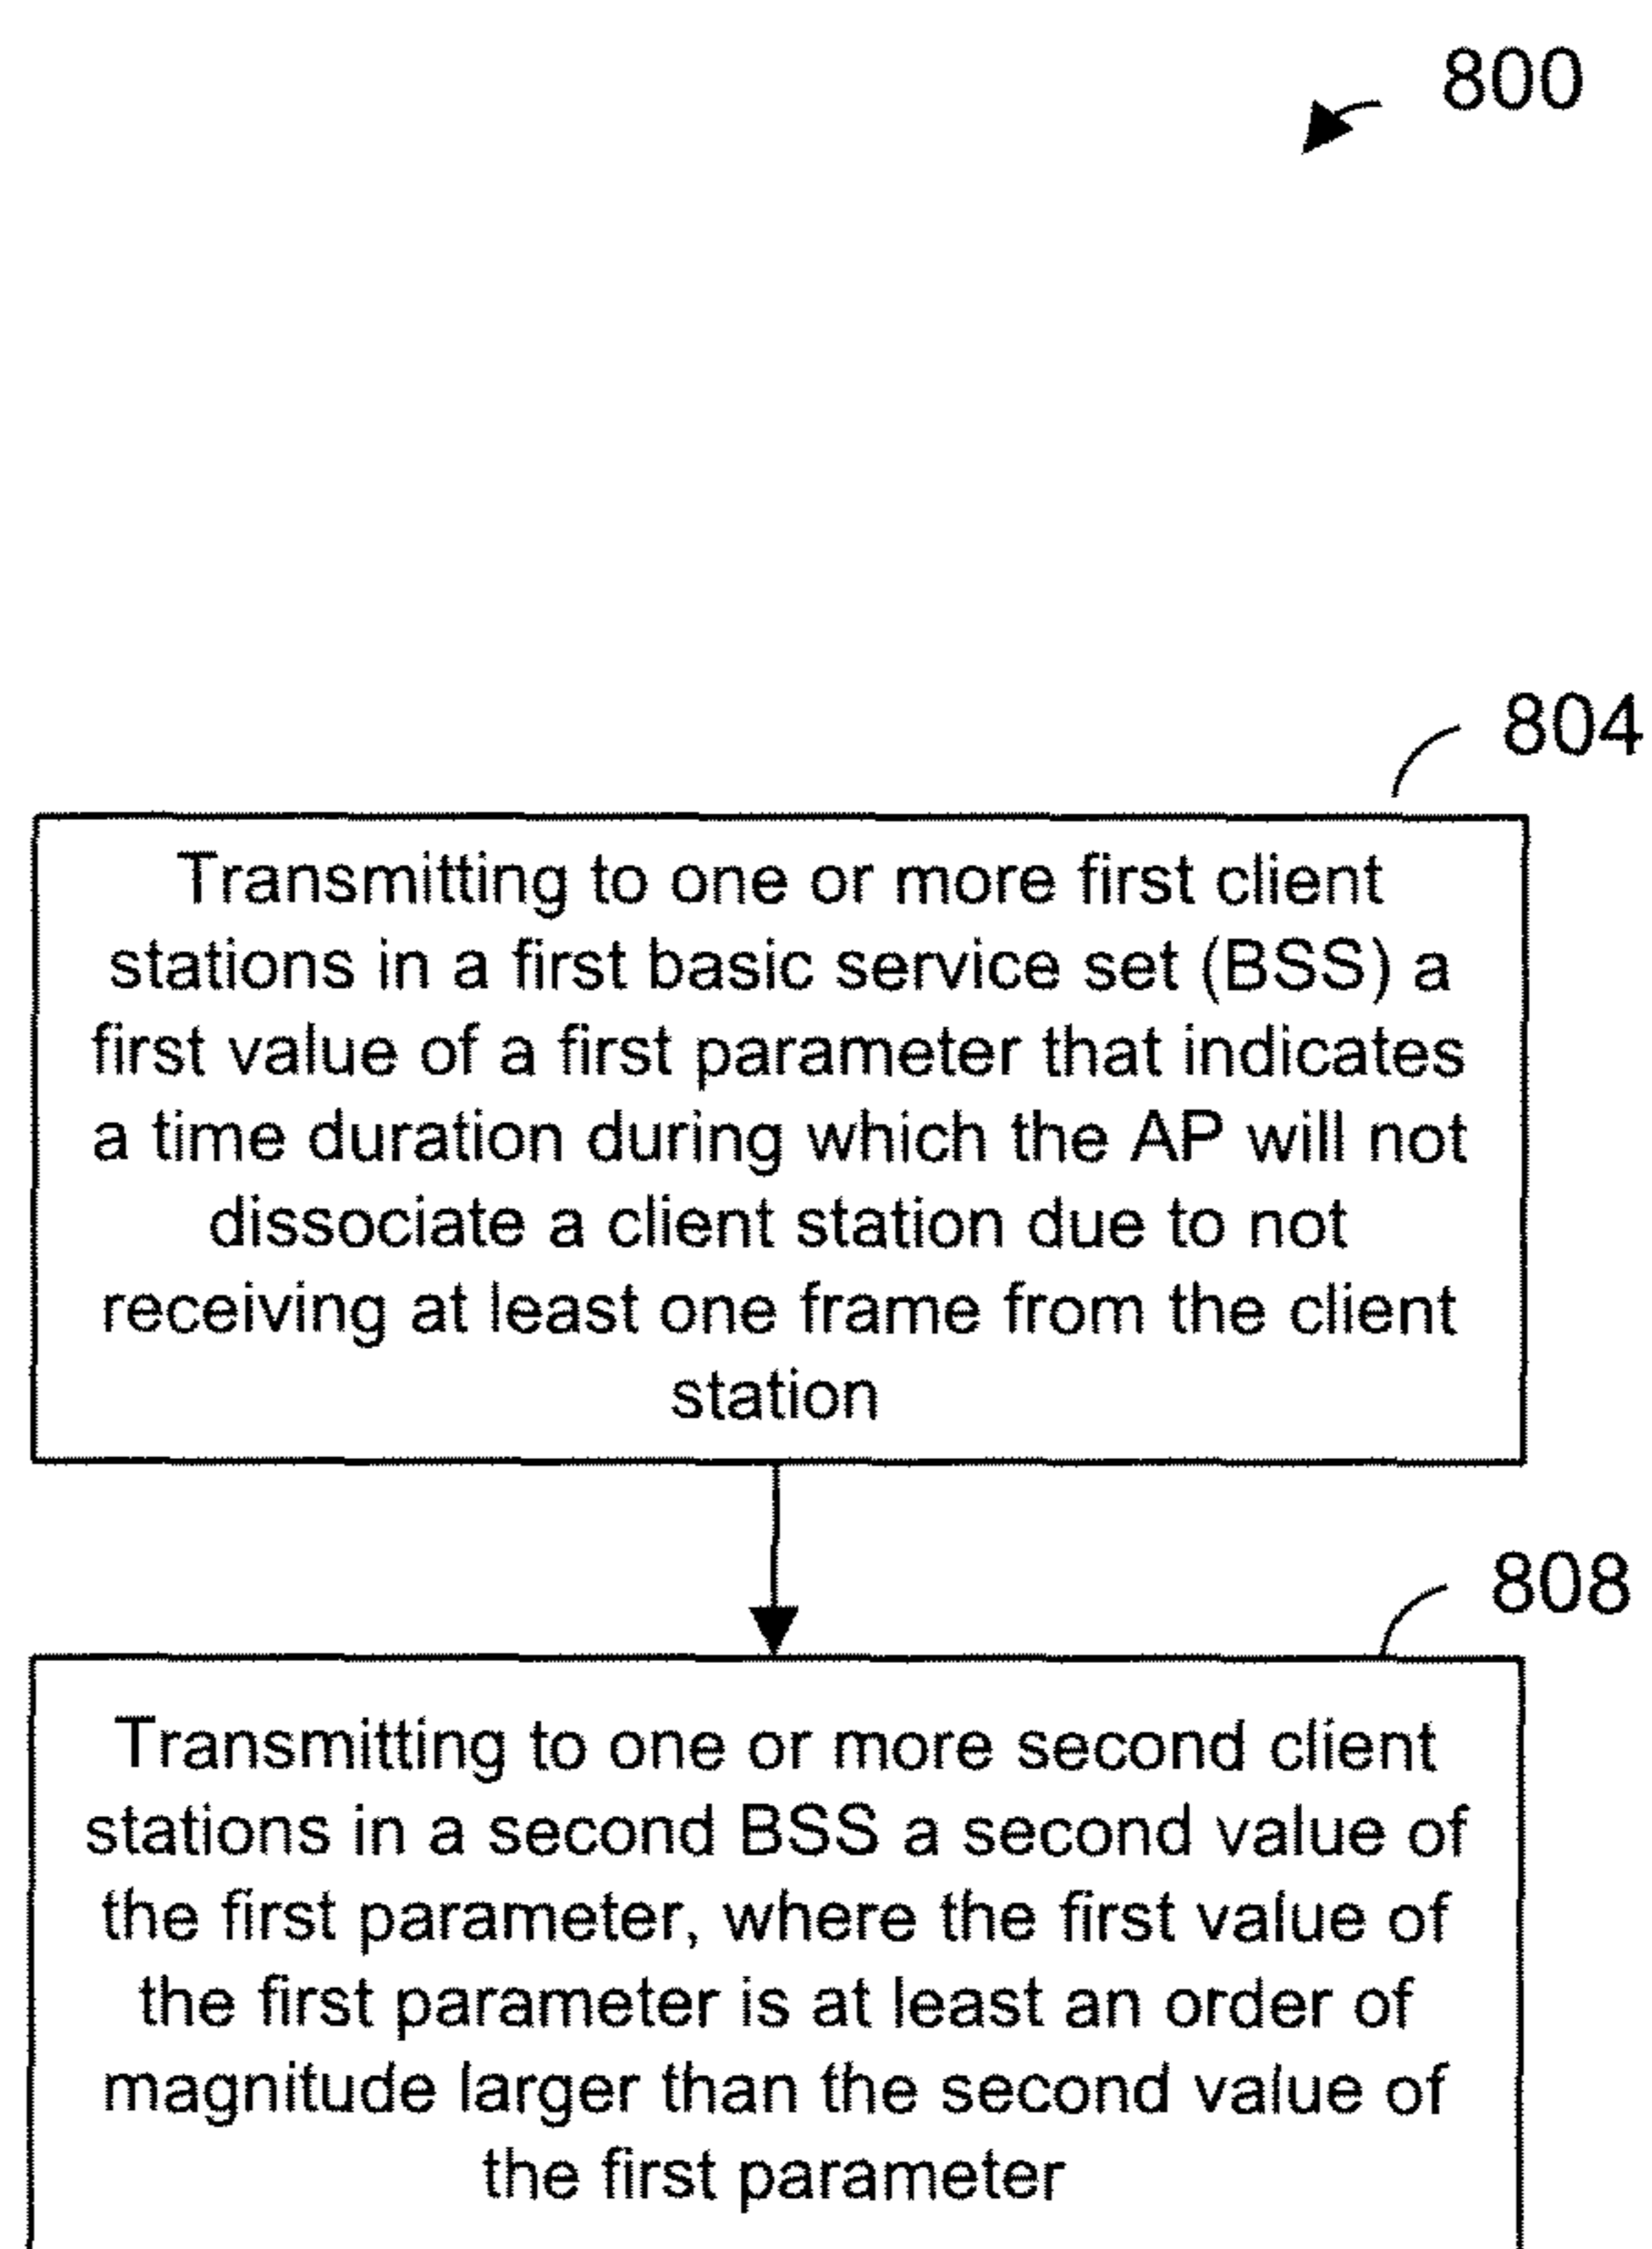 800
804
Transmitting to one or more first client
stations in a first basic service set (BSS) a
first value of a first parameter that indicates
a time duration during which the AP will not
dissociate a client station due to not
receiving at least one frame from the client
station
808
Transmitting to one or more second client
stations in a second BSS a second value of
the first parameter, where the first value of
the first parameter is at least an order of
magnitude larger than the second value of
the first parameter